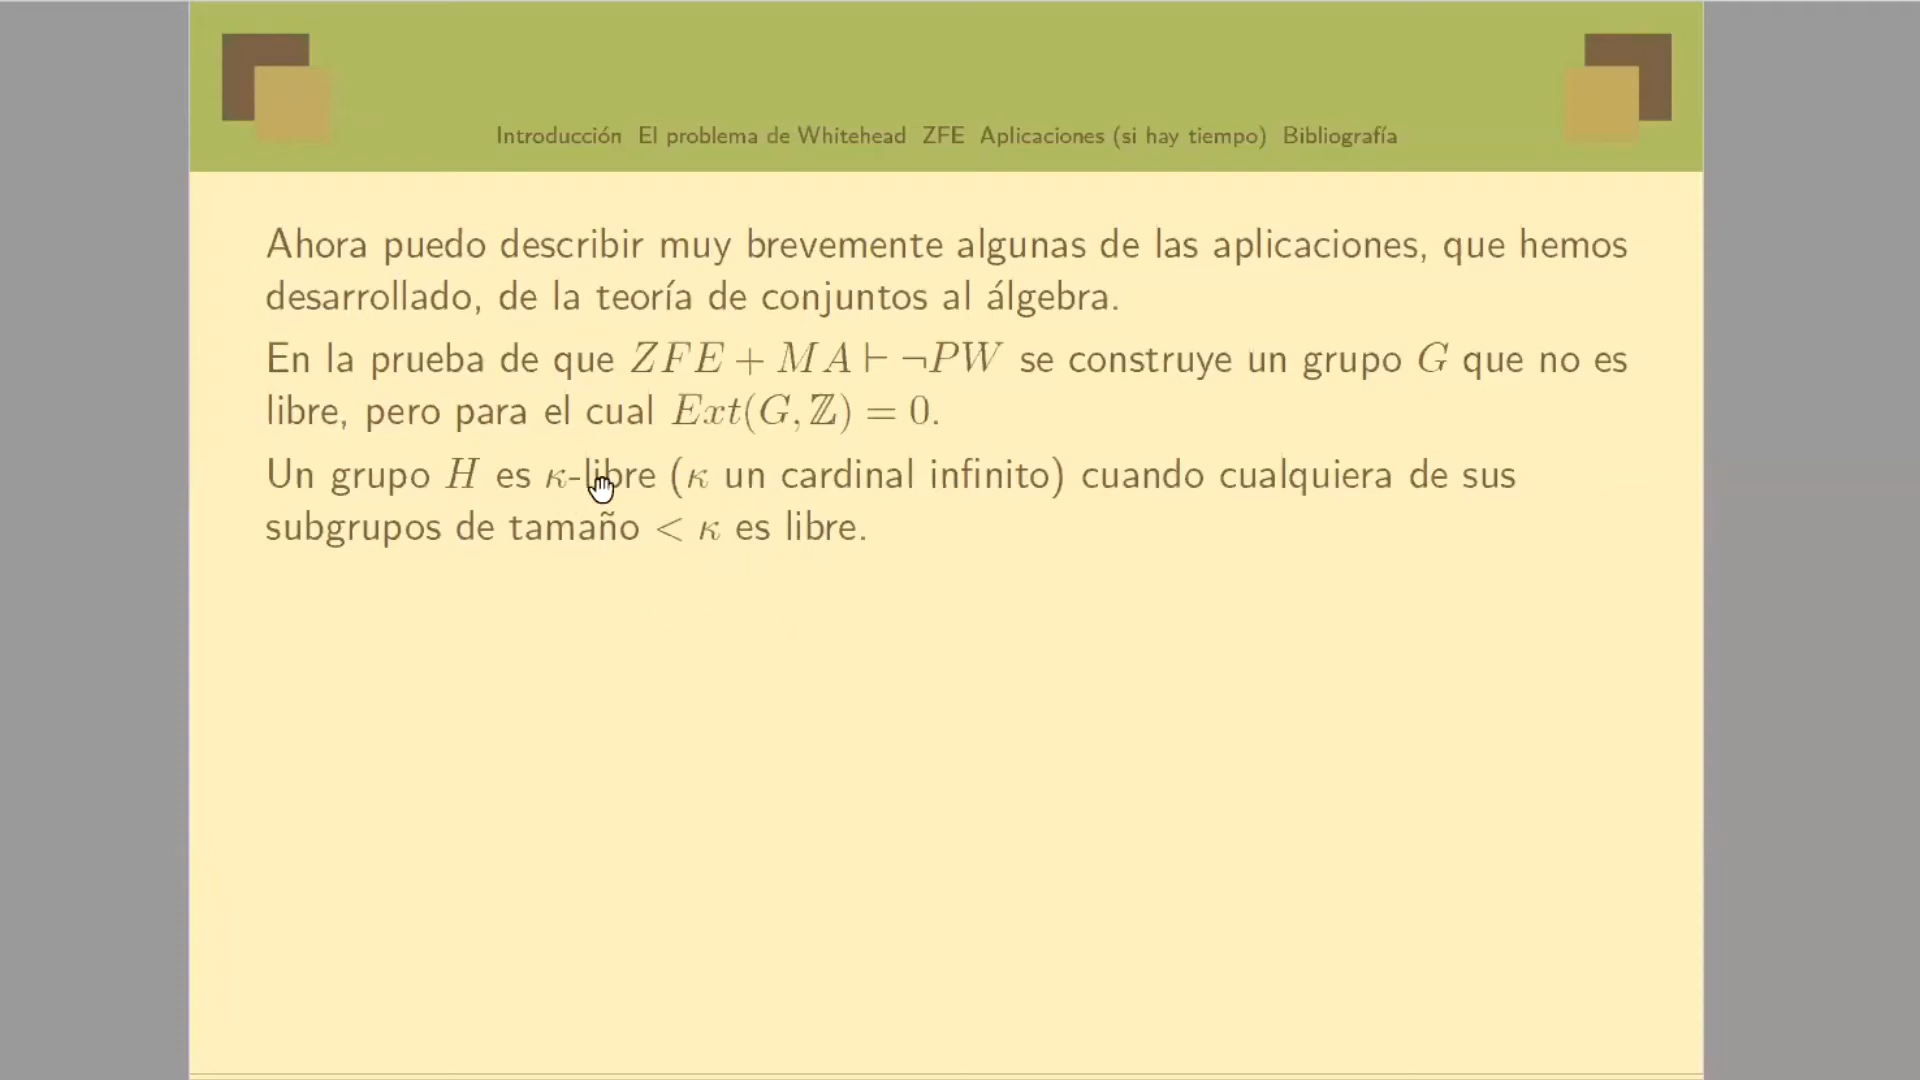 Introducción El problema de Whitehead ZFE Aplicaciones (si hay tiempo) Bibliografía
Ahora puedo describir muy brevemente algunas de las aplicaciones, que hemos
desarrollado, de la teoría de conjuntos al álgebra.
En la prueba de que ZFE + MA ⊢ ¬PW se construye un grupo G que no es
libre, pero para el cual Ext(G, ℤ) = 0.
Un grupo H es κ-libre (κ un cardinal infinito) cuando cualquiera de sus
subgrupos de tamaño < κ es libre.